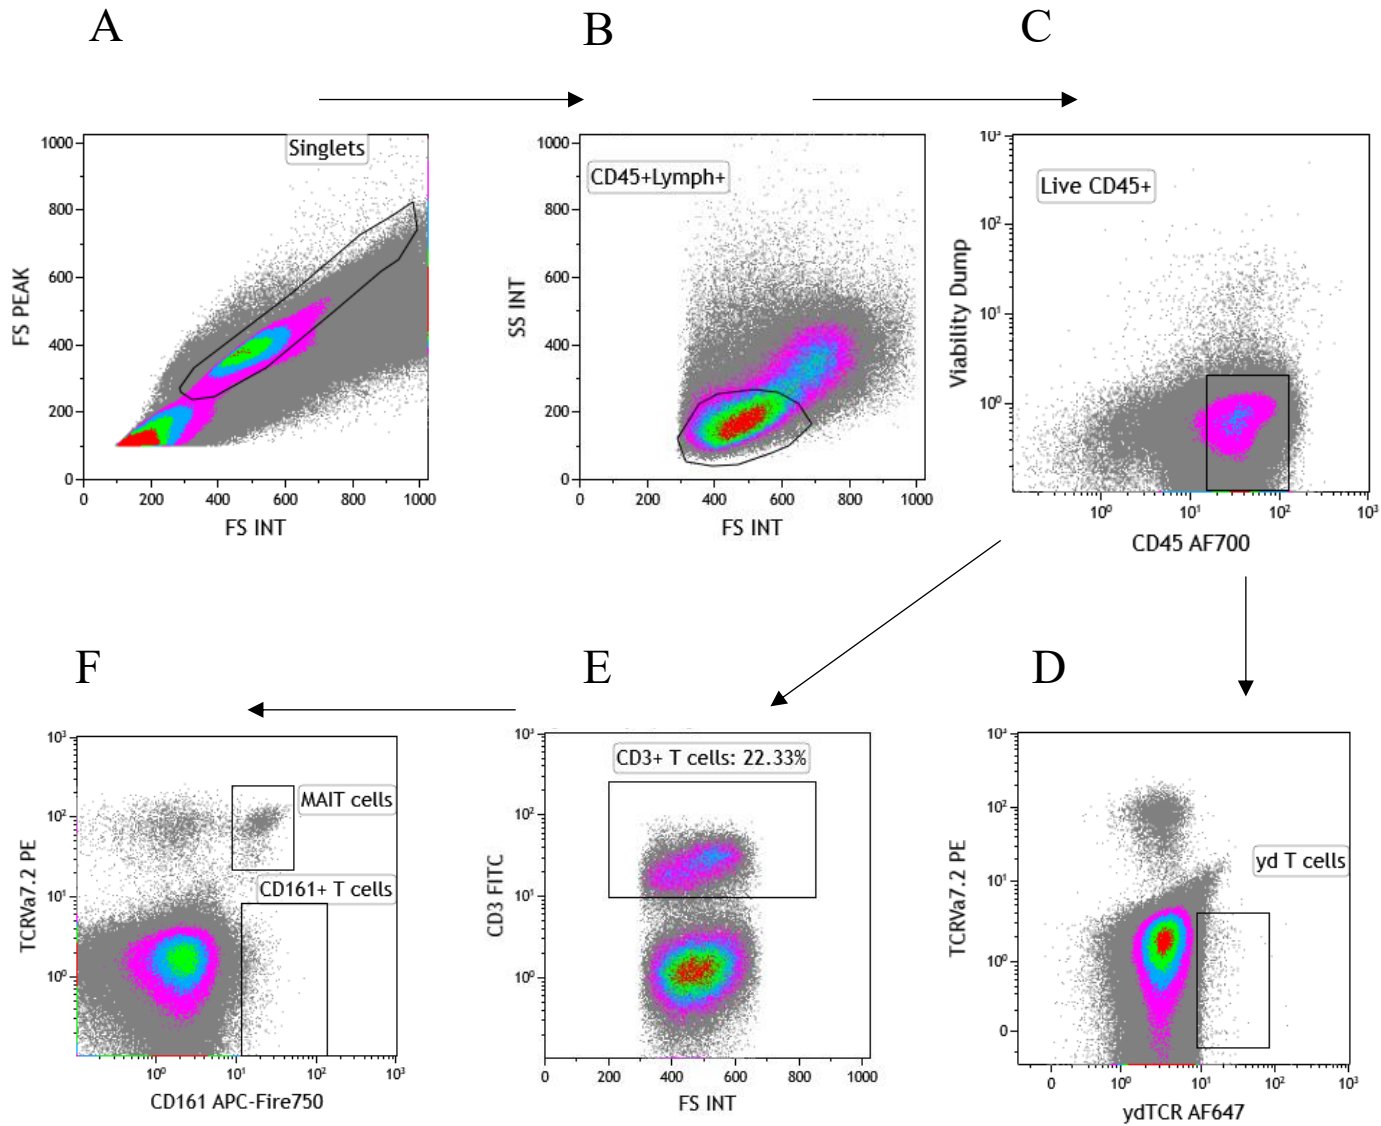 A
B
C
Singlets
1000
800
600
400
200
0
FS PEAK
0 200 400 600 800 1000
FS INT
CD45+Lymph+
1000
800
600
400
200
0
SS INT
0 200 400 600 800 1000
FS INT
Live CD45+
10³
10²
10¹
10⁰
Viability Dump
10⁰ 10¹ 10² 10³
CD45 AF700
F
E
D
MAIT cells
CD161+ T cells
10³
10²
10¹
10⁰
TCRVa7.2 PE
10⁰ 10¹ 10² 10³
CD161 APC-Fire750
CD3+ T cells: 22.33%
10³
10²
10¹
10⁰
CD3 FITC
0 200 400 600 800 1000
FS INT
yd T cells
10³
10²
10¹
10⁰
0
TCRVa7.2 PE
0 10⁰ 10¹ 10² 10³
ydTCR AF647